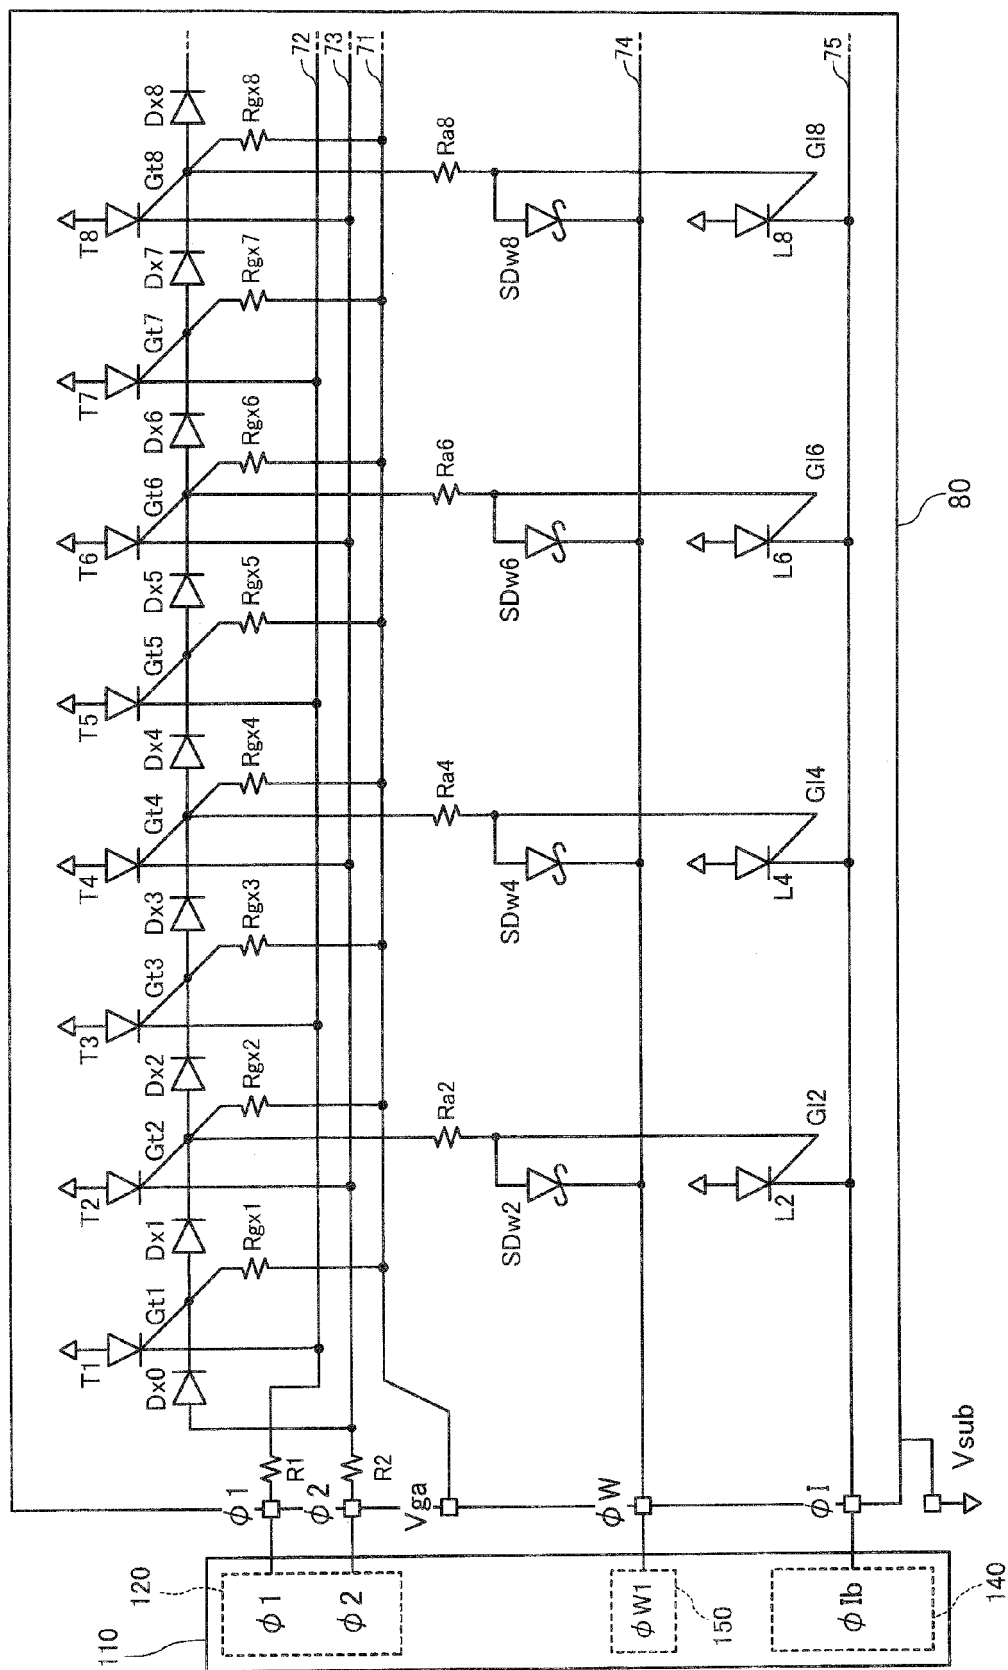 Dx8
Dx7
Dx6
Dx5
Dx4
Dx3
Dx2
Dx1
Dx0
T8
T7
T6
T5
T4
T3
T2
T1
Gt8
Gt7
Gt6
Gt5
Gt4
Gt3
Gt2
Gt1
Rgx8
Rgx7
Rgx6
Rgx5
Rgx4
Rgx3
Rgx2
Rgx1
72
73
71
74
75
Ra8
Ra6
Ra4
Ra2
SDw8
SDw6
SDw4
SDw2
Gl8
Gl6
Gl4
Gl2
L8
L6
L4
L2
80
R1
R2
φ1
φ2
Vga
φW
φI
Vsub
110
120
φ1
φ2
φW1
150
φIb
140